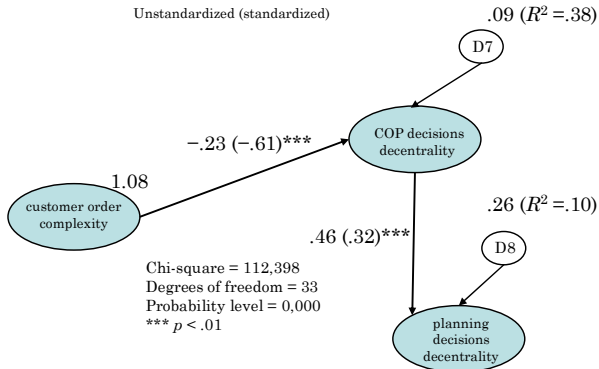 Unstandardized (standardized)
.09 (R² =.38)
D7
COP decisions
decentrality
−.23 (−.61)***
1.08
customer order
complexity
.26 (R² =.10)
.46 (.32)***
D8
Chi-square = 112,398
Degrees of freedom = 33
Probability level = 0,000
*** p < .01
planning
decisions
decentrality